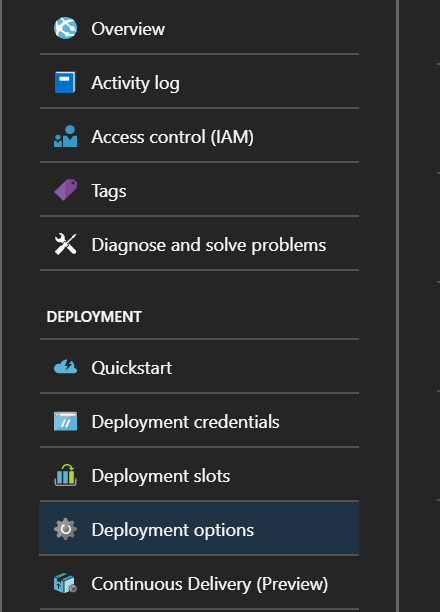 Overview
Activity log
Access control (IAM)
Tags
Diagnose and solve problems
DEPLOYMENT
Quickstart
Deployment credentials
Deployment slots
Deployment options
Continuous Delivery (Preview)